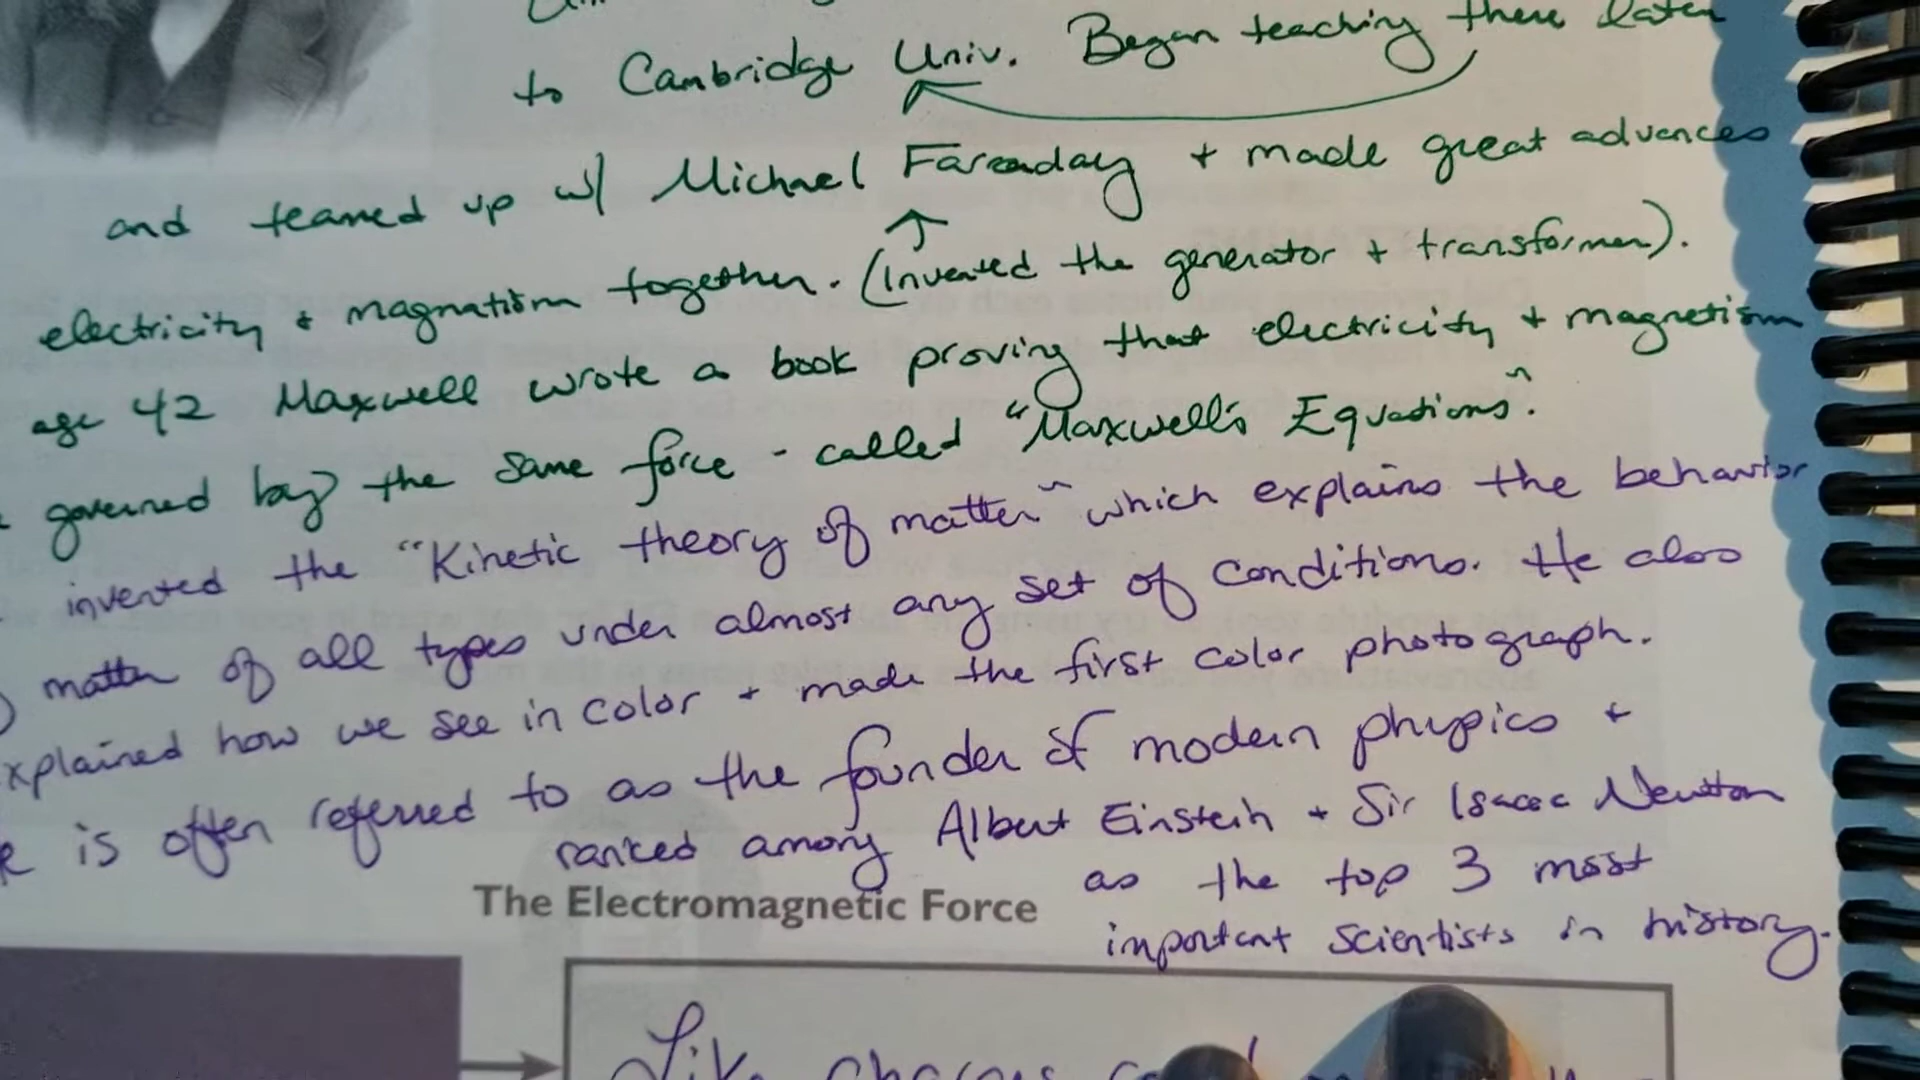 to Cambridge Univ. Began teaching there later
and teamed up w/ Michael Faraday + made great advances
electricity + magnatism together. (Invented the generator + transformer).
age 42 Maxwell wrote a book proving that electricity + magnetism
governed by the same force - called "Maxwell's Equations".
invented the "Kinetic theory of matter" which explains the behavior
matter of all types under almost any set of conditions. He also
xplained how we see in color + made the first color photograph.
is often referred to as the founder of modern physics +
ranked among Albert Einstein + Sir Isaac Newton
as the top 3 most
The Electromagnetic Force
important scientists in history.
Like